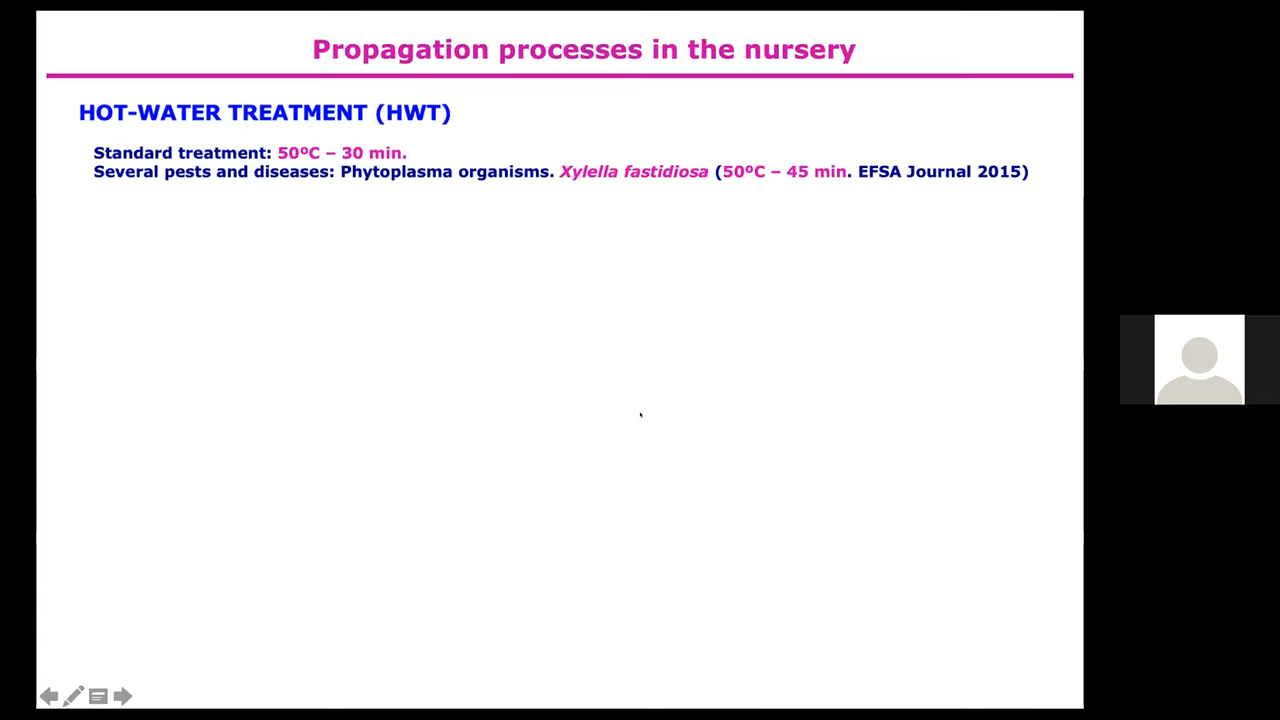 Propagation processes in the nursery
HOT-WATER TREATMENT (HWT)
Standard treatment: 50ºC – 30 min.
Several pests and diseases: Phytoplasma organisms. Xylella fastidiosa (50ºC – 45 min. EFSA Journal 2015)